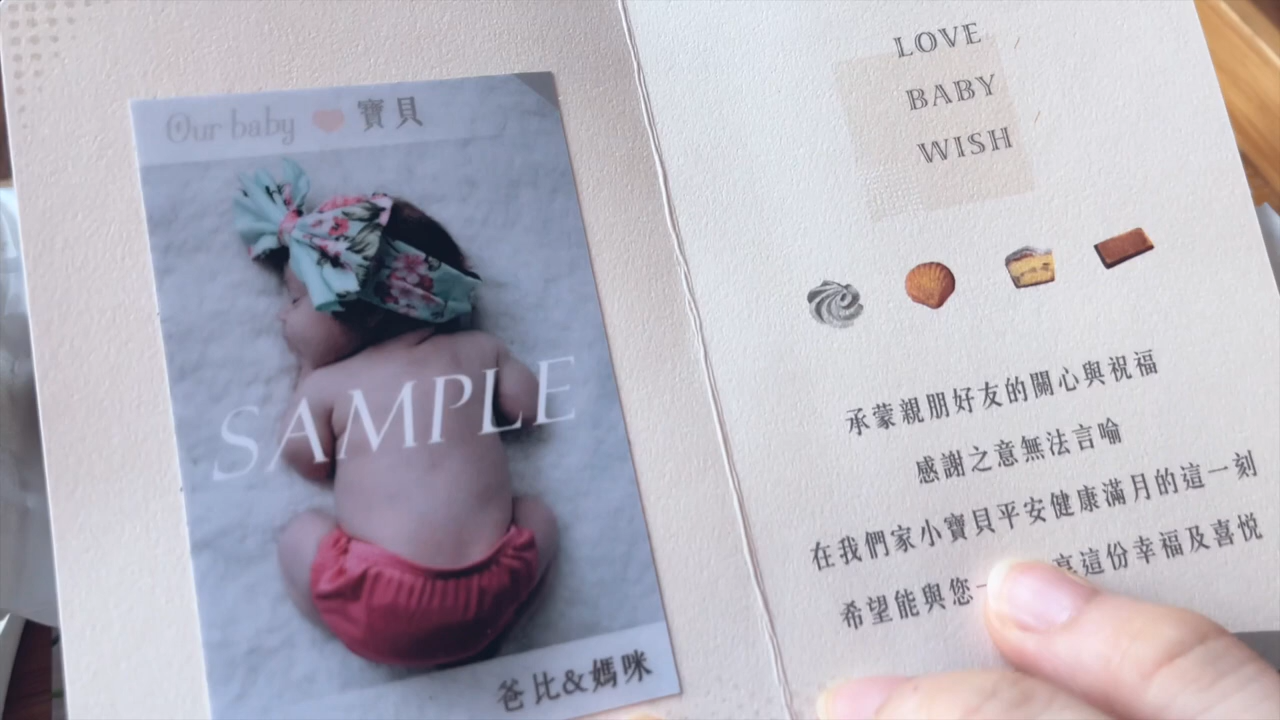 Our baby 寶貝
SAMPLE
爸比&媽咪
LOVE
BABY
WISH
承蒙親朋好友的關心與祝福
感謝之意無法言喻
在我們家小寶貝平安健康滿月的這一刻
希望能與您一享這份幸福及喜悅